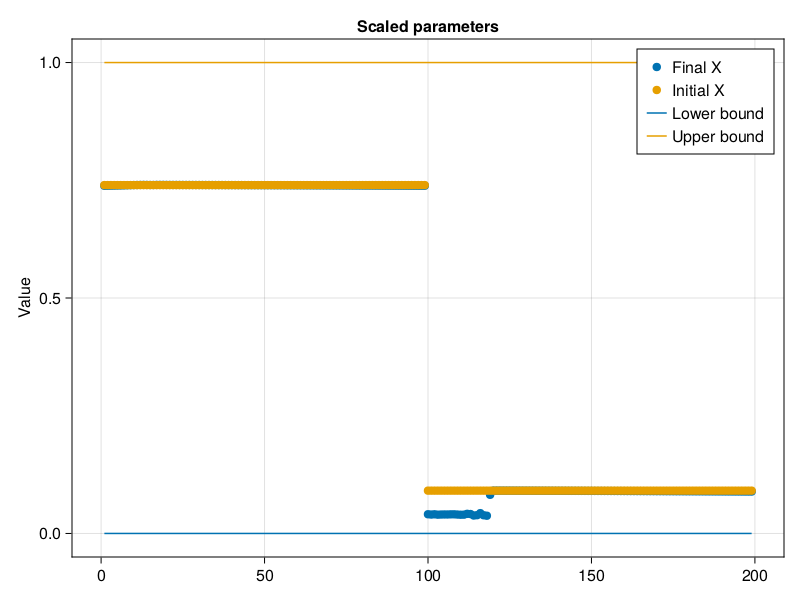 Scaled parameters
Final X
Initial X
Lower bound
Upper bound
Value
1.0
0.5
0.0
0
50
100
150
200